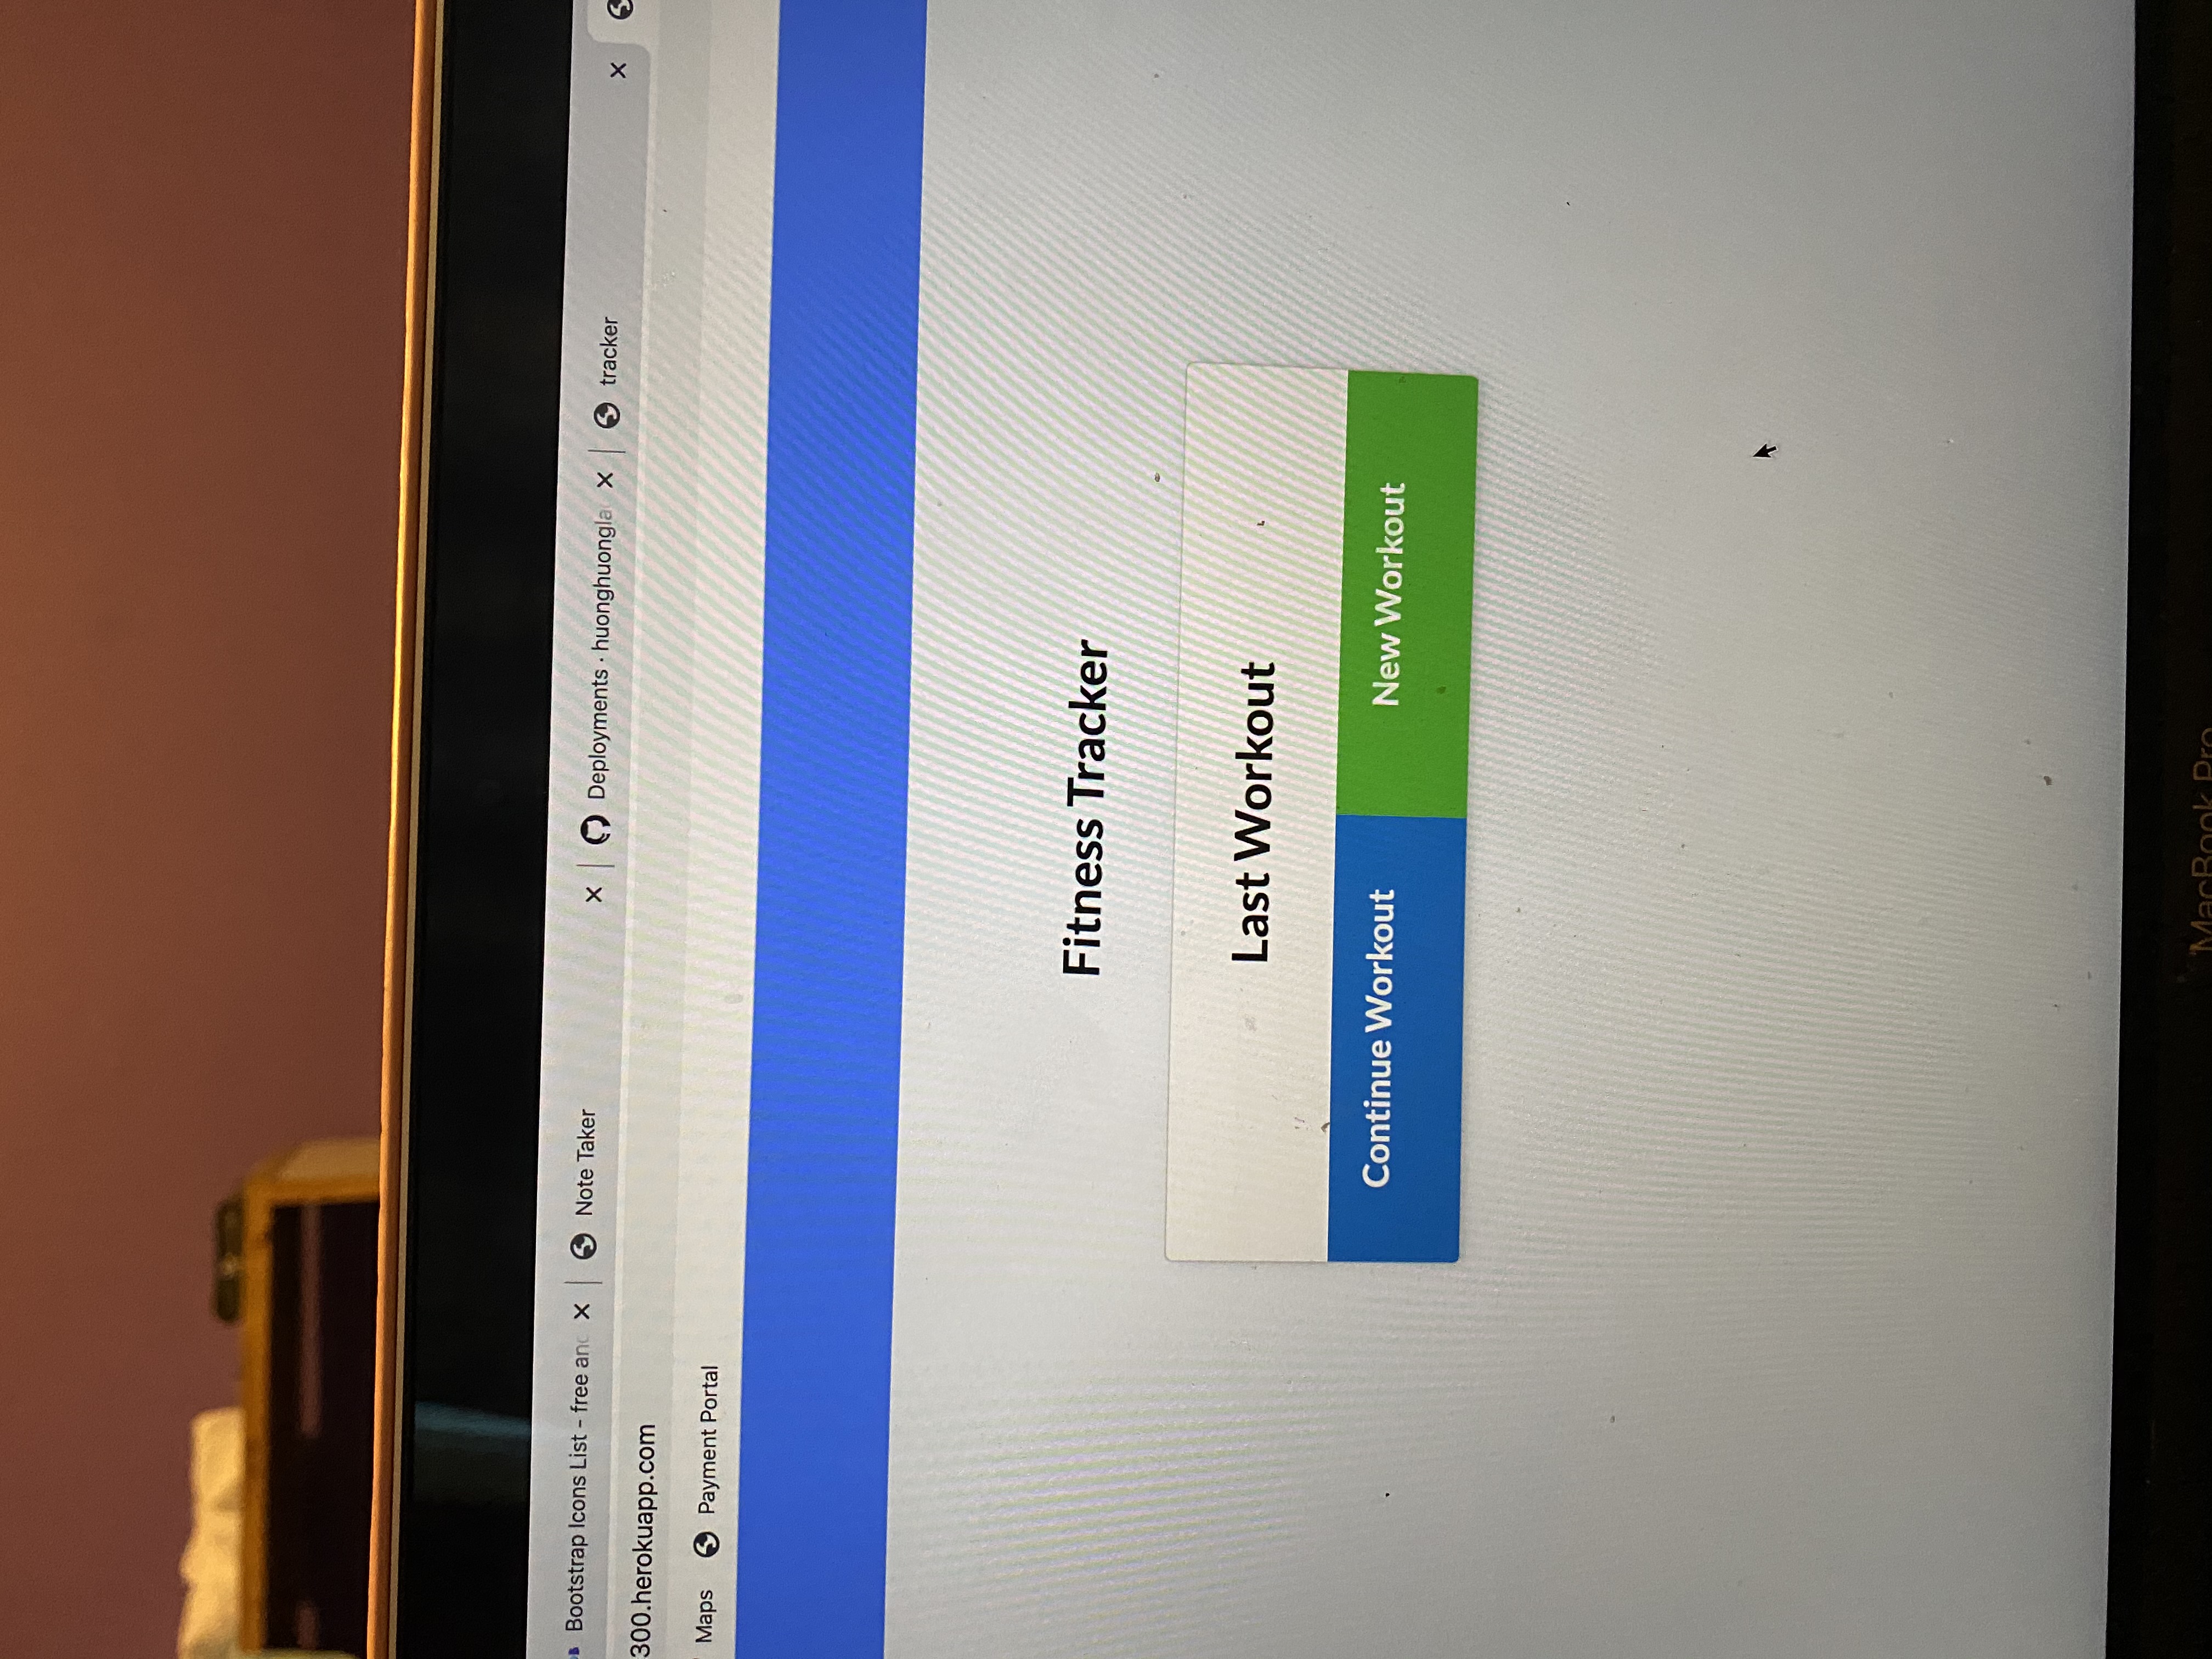 Bootstrap Icons List - free an
Note Taker
Deployments · huonghuongla
tracker
300.herokuapp.com
Maps
Payment Portal
Fitness Tracker
Last Workout
Continue Workout
New Workout
MacBook Pro